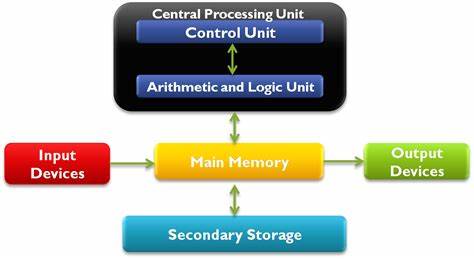 Central Processing Unit
Control Unit
Arithmetic and Logic Unit
Input
Devices
Main Memory
Output
Devices
Secondary Storage